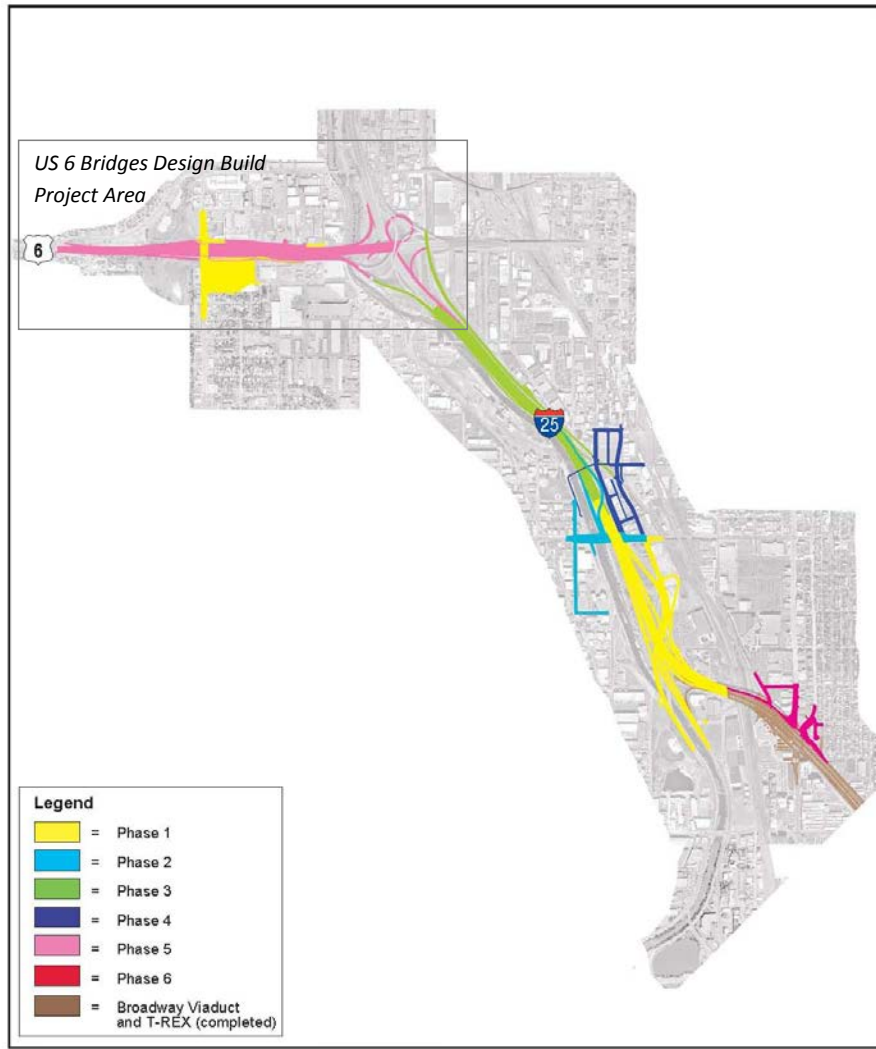 US 6 Bridges Design Build
Project Area
6
25
Legend
= Phase 1
= Phase 2
= Phase 3
= Phase 4
= Phase 5
= Phase 6
= Broadway Viaduct
and T-REX (completed)